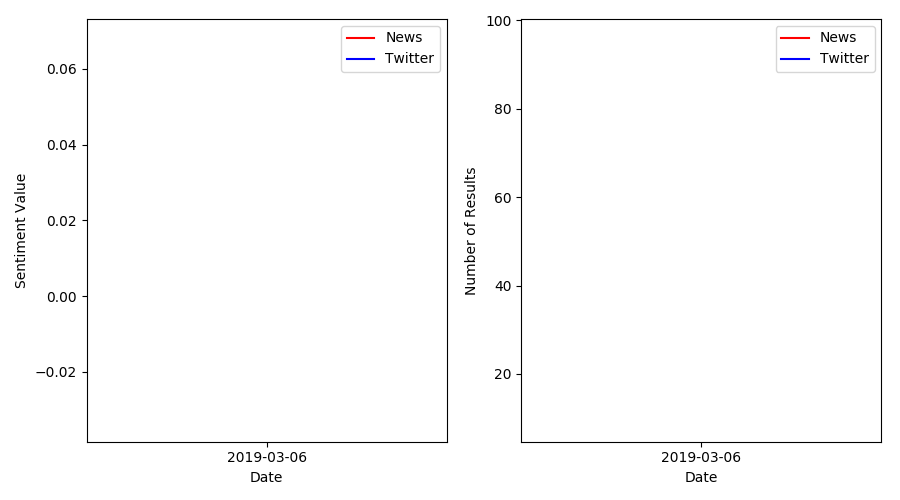 News
Twitter
0.06
0.04
0.02
0.00
−0.02
Sentiment Value
2019-03-06
Date
News
Twitter
100
80
60
40
20
Number of Results
2019-03-06
Date